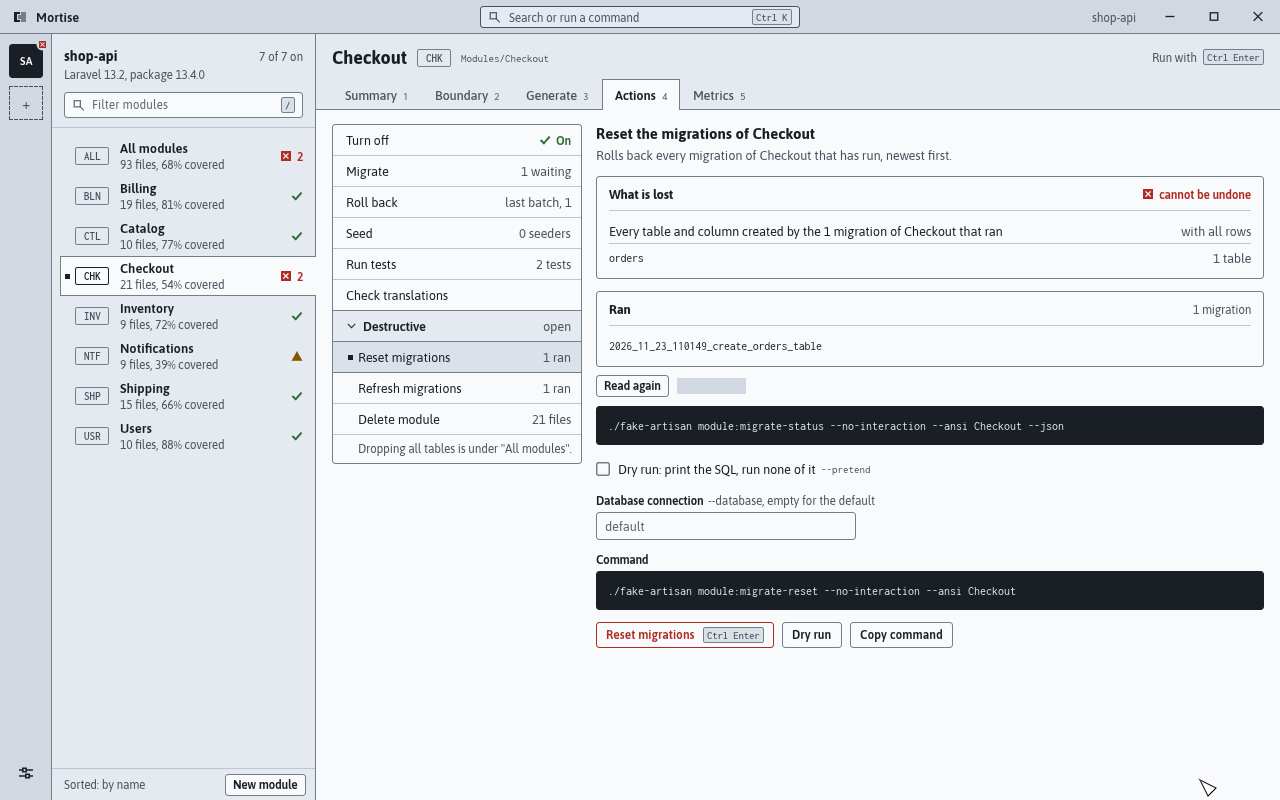 Mortise
Search or run a command
Ctrl K
shop-api
SA
+
shop-api
7 of 7 on
Laravel 13.2, package 13.4.0
Filter modules
/
ALL
All modules
93 files, 68% covered
2
BLN
Billing
19 files, 81% covered
CTL
Catalog
10 files, 77% covered
CHK
Checkout
21 files, 54% covered
2
INV
Inventory
9 files, 72% covered
NTF
Notifications
9 files, 39% covered
SHP
Shipping
15 files, 66% covered
USR
Users
10 files, 88% covered
Sorted: by name
New module
Checkout
CHK
Modules/Checkout
Run with
Ctrl Enter
Summary 1
Boundary 2
Generate 3
Actions 4
Metrics 5
Turn off
On
Migrate
1 waiting
Roll back
last batch, 1
Seed
0 seeders
Run tests
2 tests
Check translations
Destructive
open
Reset migrations
1 ran
Refresh migrations
1 ran
Delete module
21 files
Dropping all tables is under "All modules".
Reset the migrations of Checkout
Rolls back every migration of Checkout that has run, newest first.
What is lost
cannot be undone
Every table and column created by the 1 migration of Checkout that ran
with all rows
orders
1 table
Ran
1 migration
2026_11_23_110149_create_orders_table
Read again
./fake-artisan module:migrate-status --no-interaction --ansi Checkout --json
Dry run: print the SQL, run none of it --pretend
Database connection --database, empty for the default
default
Command
./fake-artisan module:migrate-reset --no-interaction --ansi Checkout
Reset migrations
Ctrl Enter
Dry run
Copy command